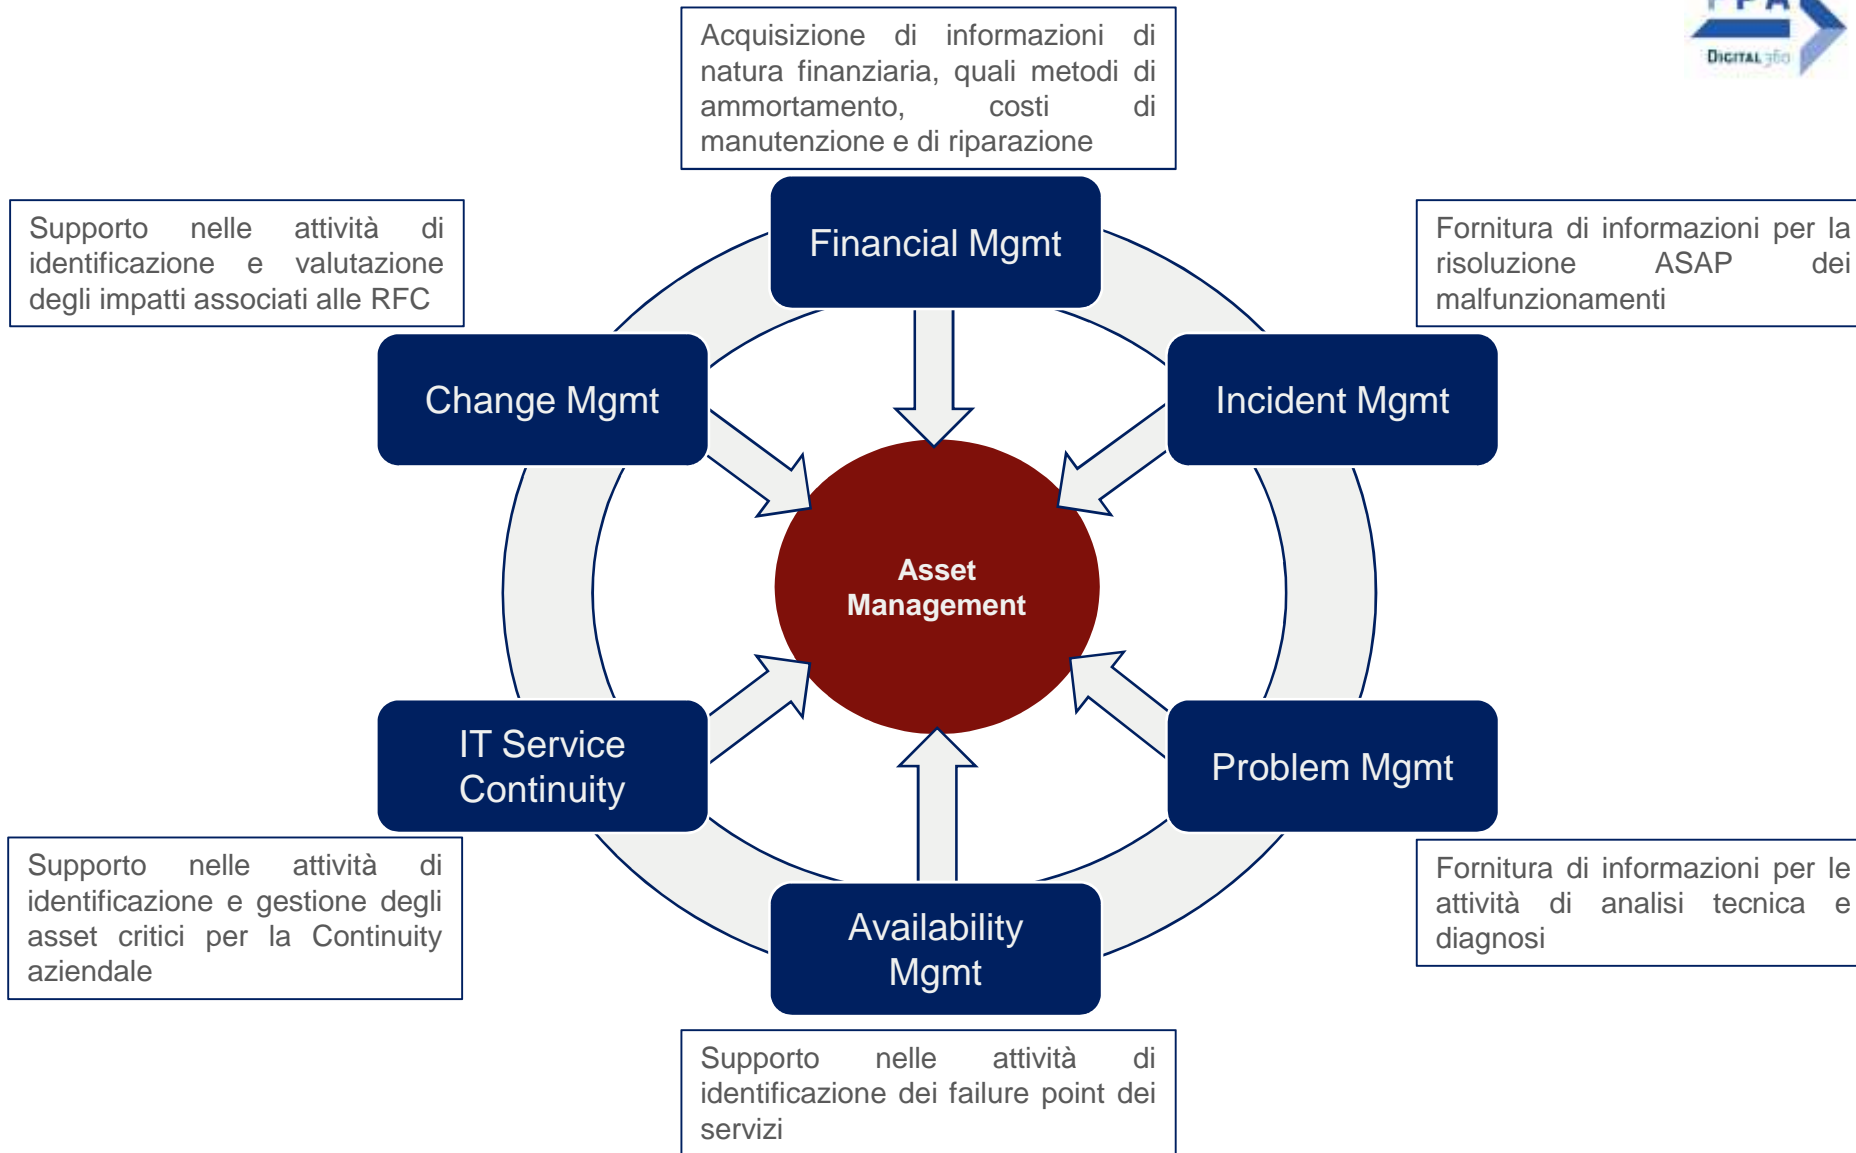 FPA
DIGITAL 360
Acquisizione di informazioni di
natura finanziaria, quali metodi di
ammortamento, costi di
manutenzione e di riparazione
Financial Mgmt
Supporto nelle attività di
identificazione e valutazione
degli impatti associati alle RFC
Fornitura di informazioni per la
risoluzione ASAP dei
malfunzionamenti
Change Mgmt
Incident Mgmt
Asset
Management
IT Service
Continuity
Problem Mgmt
Supporto nelle attività di
identificazione e gestione degli
asset critici per la Continuity
aziendale
Availability
Mgmt
Fornitura di informazioni per le
attività di analisi tecnica e
diagnosi
Supporto nelle attività di
identificazione dei failure point dei
servizi